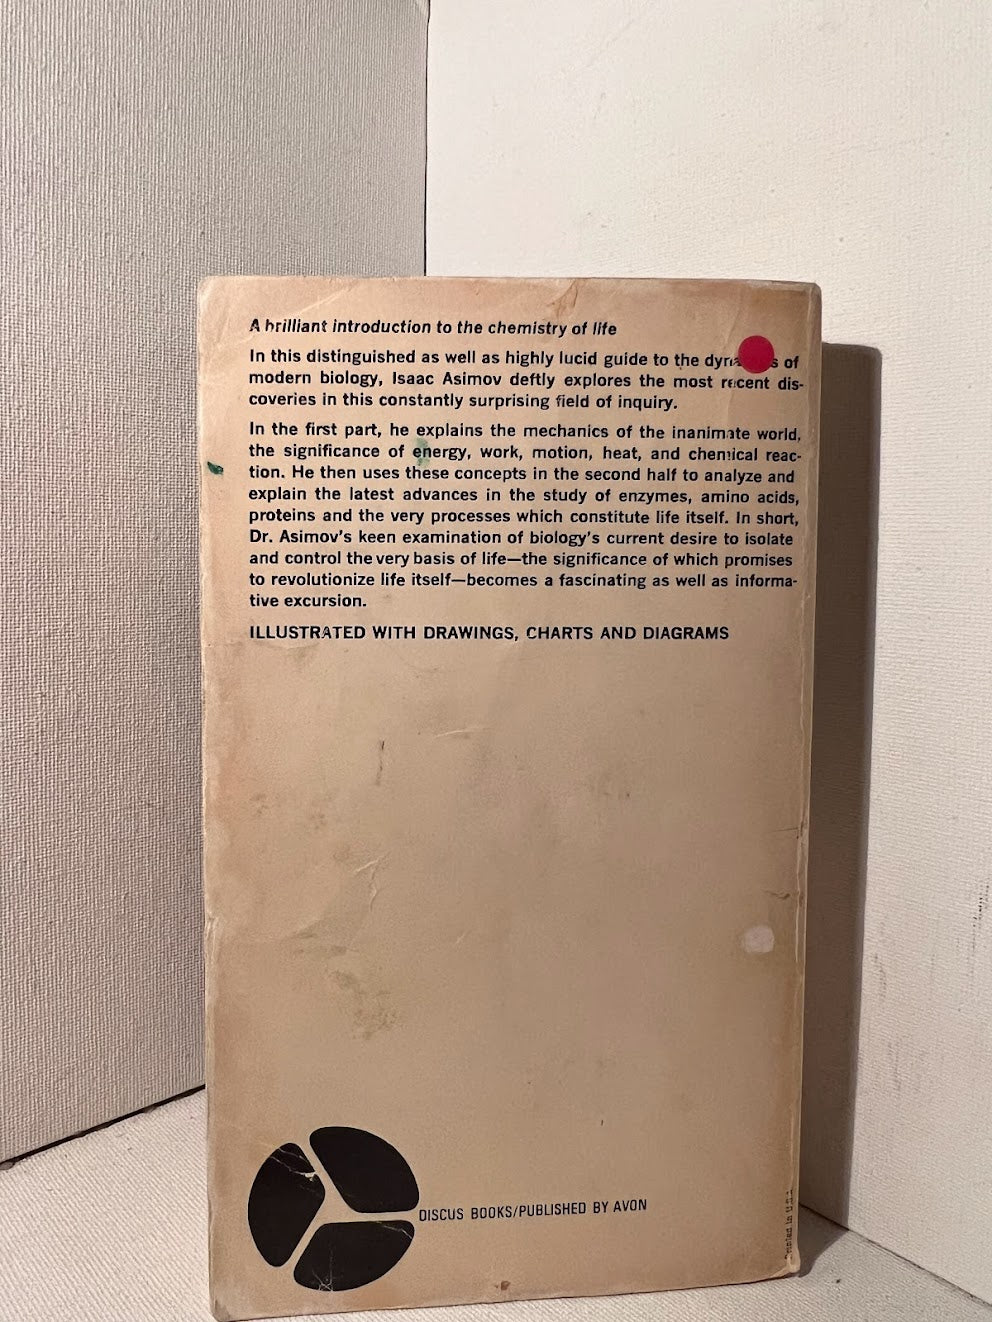 A brilliant introduction to the chemistry of life
In this distinguished as well as highly lucid guide to the of
modern biology, Isaac Asimov deftly explores the most recent dis-
coveries in this constantly surprising field of inquiry.
In the first part, he explains the mechanics of the inanimate world,
the significance of energy, work, motion, heat, and chemical reac-
tion. He then uses these concepts in the second half to analyze and
explain the latest advances in the study of enzymes, amino acids,
proteins and the very processes which constitute life itself. In short,
Dr. Asimov's keen examination of biology's current desire to isolate
and control the very basis of life—the significance of which promises
to revolutionize life itself—becomes a fascinating as well as informa-
tive excursion.
ILLUSTRATED WITH DRAWINGS, CHARTS AND DIAGRAMS
DISCUS BOOKS/PUBLISHED BY AVON
Printed in U.S.A.